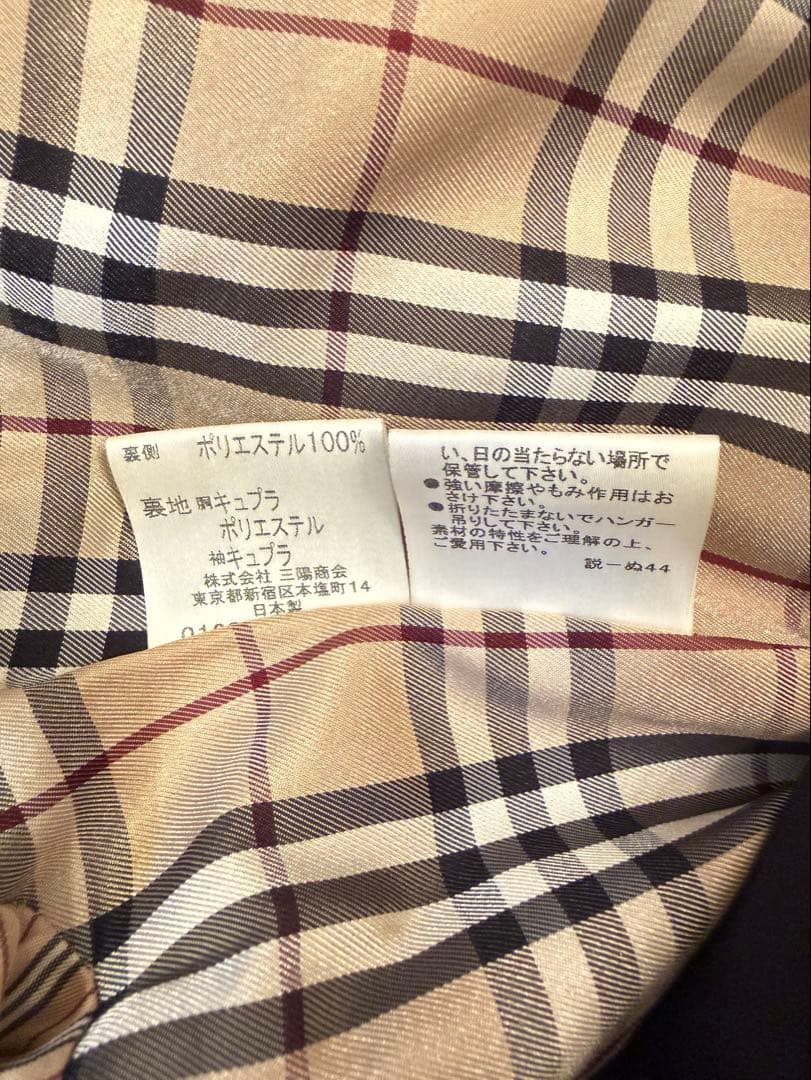 裏側 ポリエステル100%
裏地 胴キュプラ
ポリエステル
袖キュプラ
株式会社 三陽商会
東京都新宿区本塩町14
日本製
い、日の当たらない場所で
保管して下さい。
●強い摩擦やもみ作用はお
さけ下さい。
●折りたたまないでハンガー
吊りして下さい。
素材の特性をご理解の上、
ご愛用下さい。
説ーぬ44